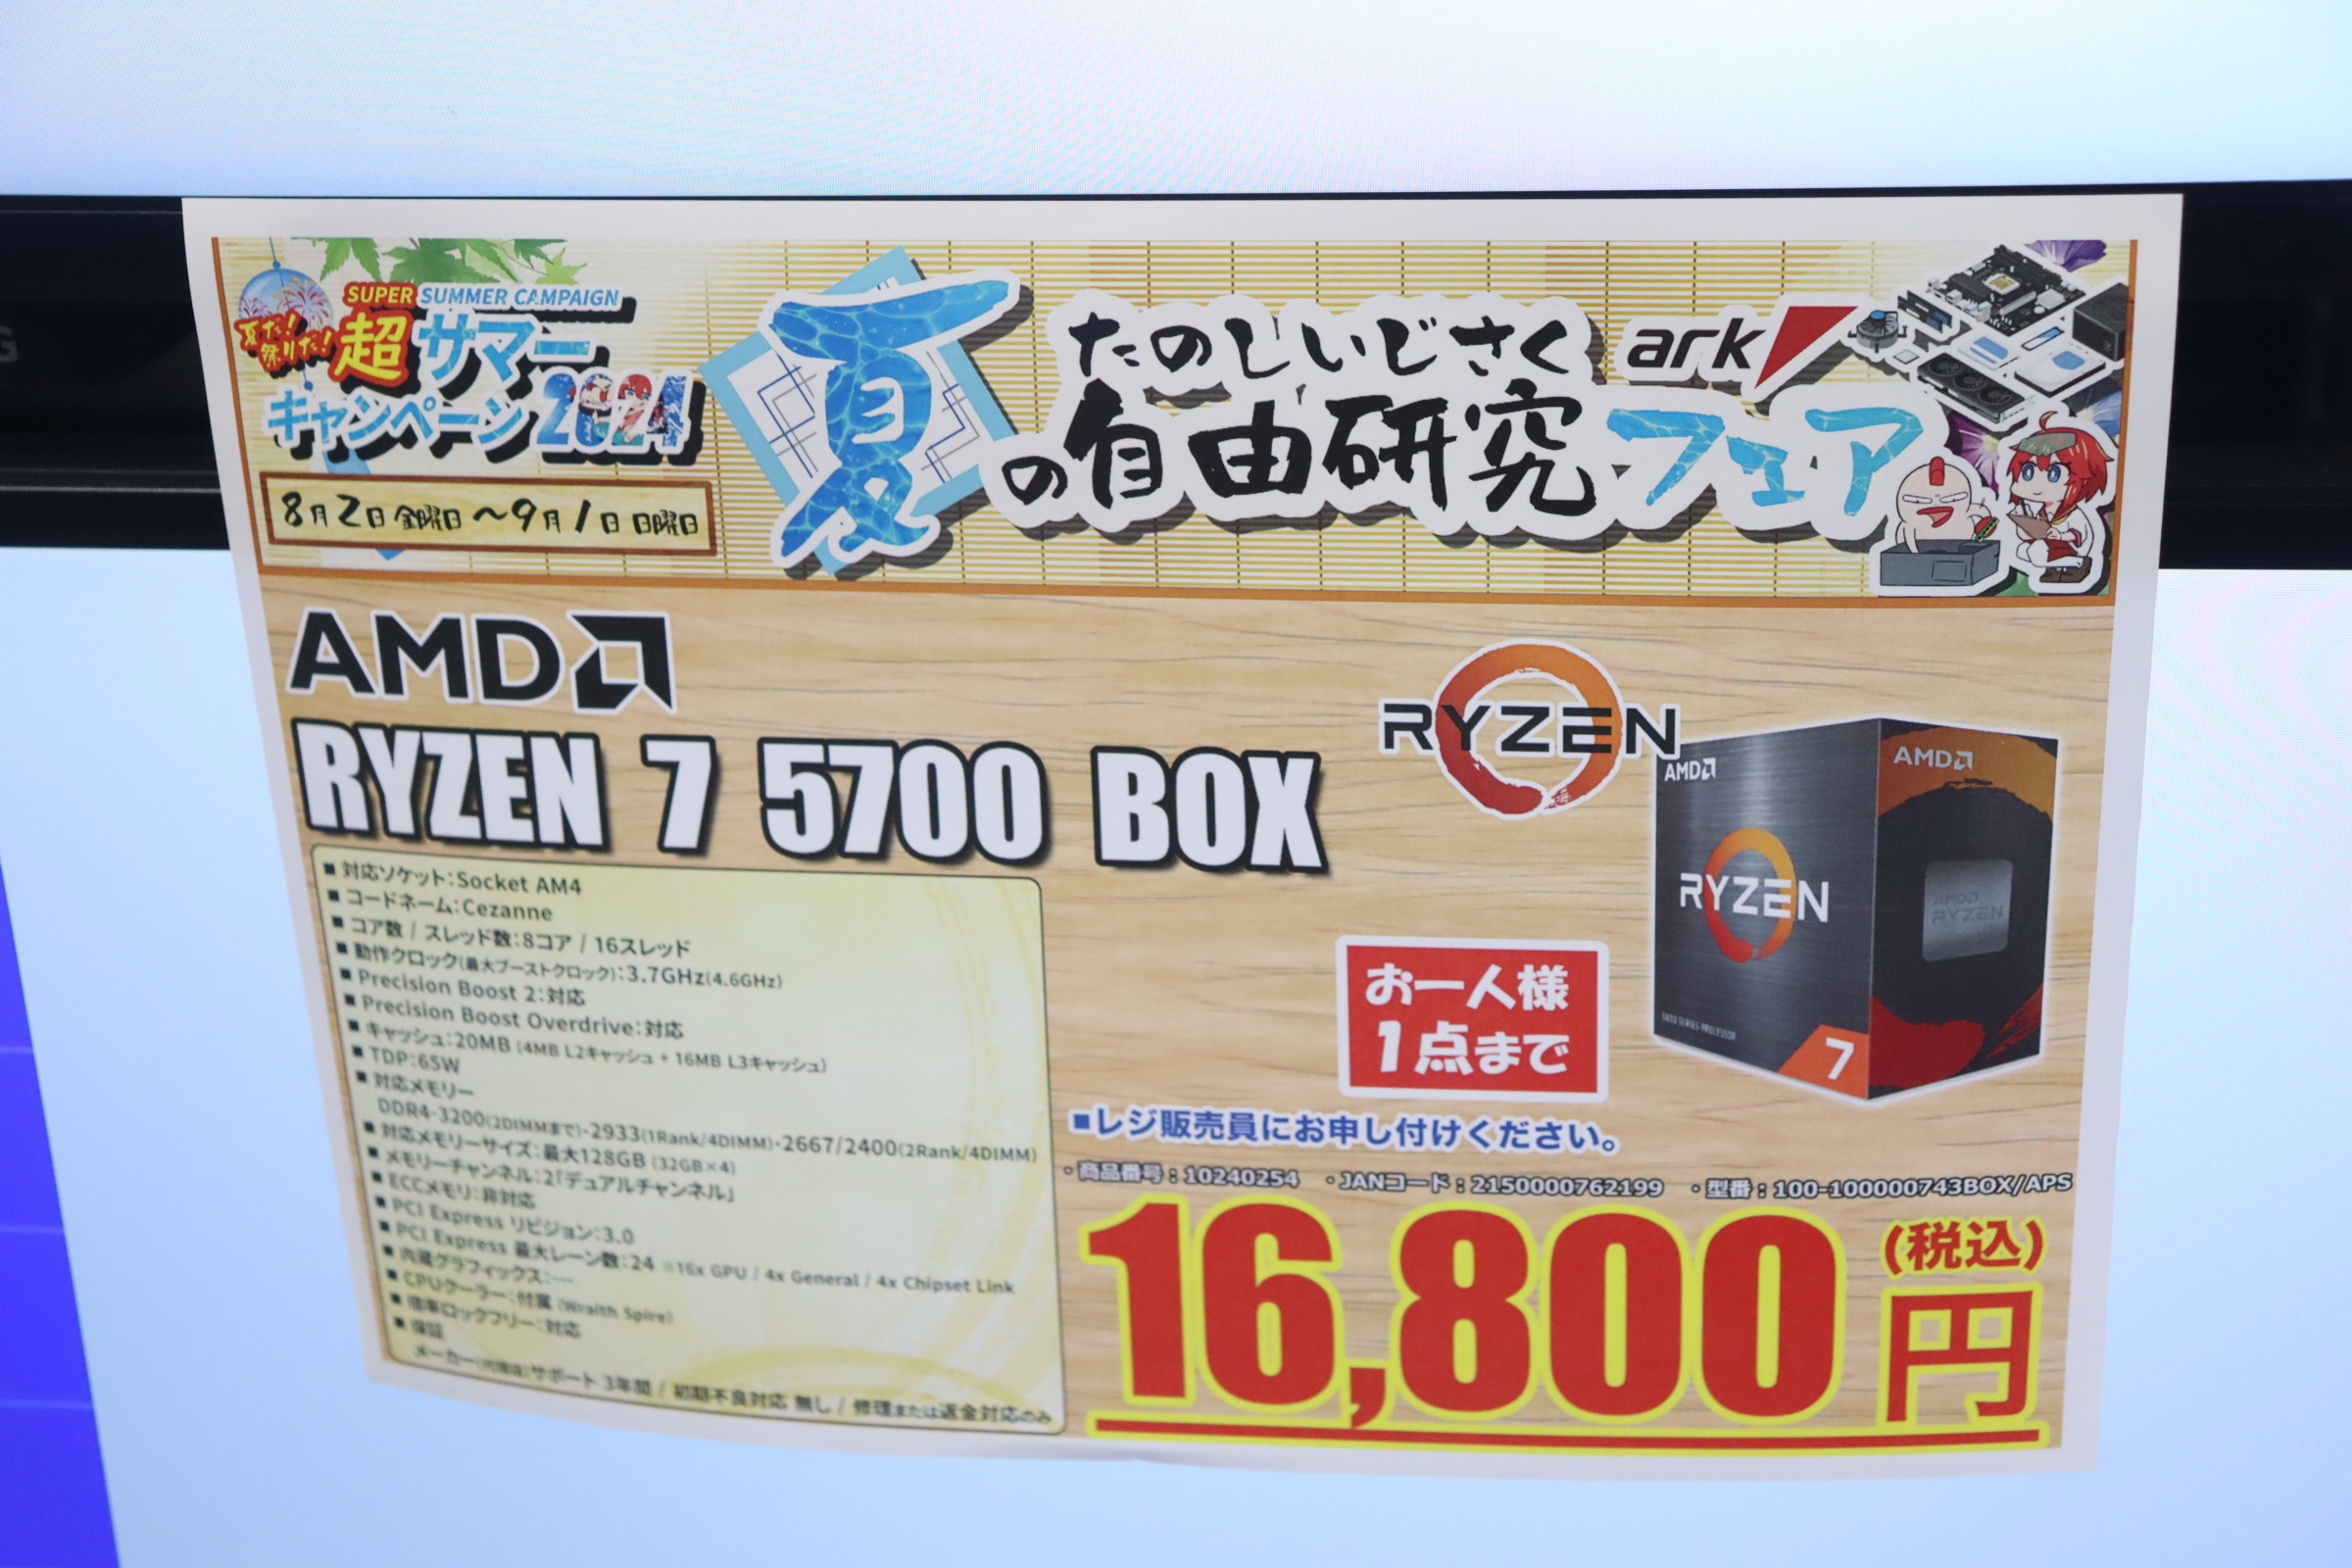 SUPER SUMMER CAMPAIGN
夏だ!
祭りだ!
超サマー
キャンペーン2024
8月2日 金曜日 〜9月1日 日曜日
たのしいじさく
夏の自由研究フェア
ark
AMD
RYZEN 7 5700 BOX
RYZEN
AMD
AMD
RYZEN
AMD
RYZEN
7
■ 対応ソケット:Socket AM4
■ コードネーム:Cezanne
■ コア数 / スレッド数:8コア / 16スレッド
■ 動作クロック(最大ブーストクロック):3.7GHz(4.6GHz)
■ Precision Boost 2:対応
■ Precision Boost Overdrive:対応
■ キャッシュ:20MB (4MB L2キャッシュ + 16MB L3キャッシュ)
■ TDP:65W
■ 対応メモリー
DDR4-3200(2DIMMまで)・2933(1Rank/4DIMM)・2667/2400(2Rank/4DIMM)
■ 対応メモリーサイズ:最大128GB (32GB×4)
■ メモリーチャンネル:2「デュアルチャンネル」
■ ECCメモリ:非対応
■ PCI Express リビジョン:3.0
■ PCI Express 最大レーン数:24 ※16x GPU / 4x General / 4x Chipset Link
■ 内蔵グラフィックス:---
■ CPUクーラー:付属 (Wraith Spire)
■ 倍率ロックフリー:対応
■ 保証
メーカー(代理店)サポート 3年間 / 初期不良対応 無し / 修理または返金対応のみ
お一人様
1点まで
■レジ販売員にお申し付けください。
・商品番号:10240254 ・JANコード:2150000762199 ・型番:100-100000743BOX/APS
16,800円(税込)